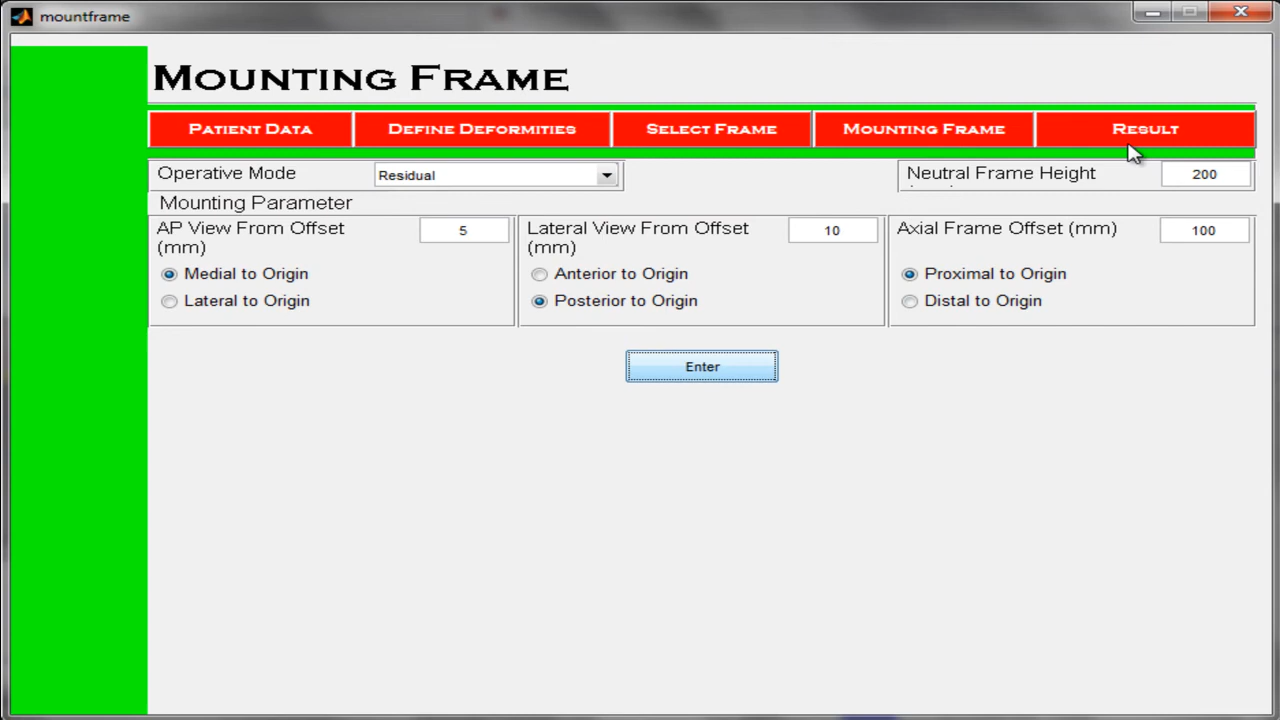 mountframe
Mounting Frame
Patient Data Define Deformities Select Frame Mounting Frame Result
Operative Mode Residual Neutral Frame Height 200
Mounting Parameter
AP View From Offset (mm) 5
Medial to Origin
Lateral to Origin
Lateral View From Offset (mm) 10
Anterior to Origin
Posterior to Origin
Axial Frame Offset (mm) 100
Proximal to Origin
Distal to Origin
Enter